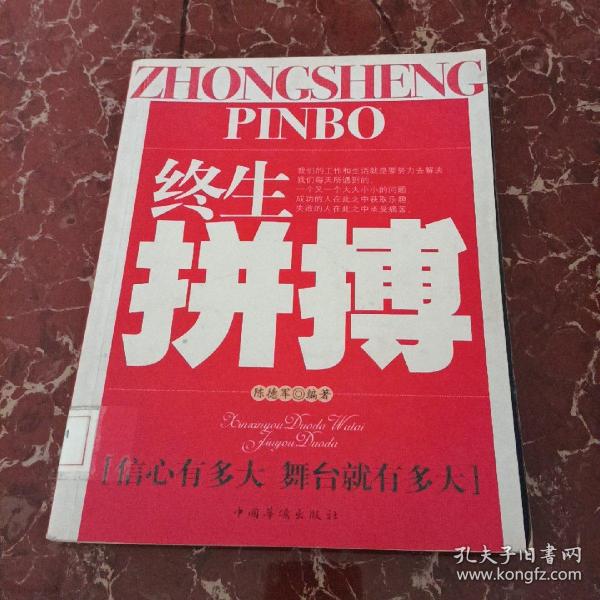 ZHONGSHENG
PINBO
终生
我们的工作和生活就是要努力去解决
我们每天所遇到的,
一个又一个大大小小的问题
成功的人在此之中获取乐趣
失败的人在此之中承受痛苦。
拼搏
陈德军◎编著
Xinxinyou Duoda Wutai
Jiuyou Duoda
[信心有多大 舞台就有多大]
中国华侨出版社
孔夫子旧書网
www.kongfz.com